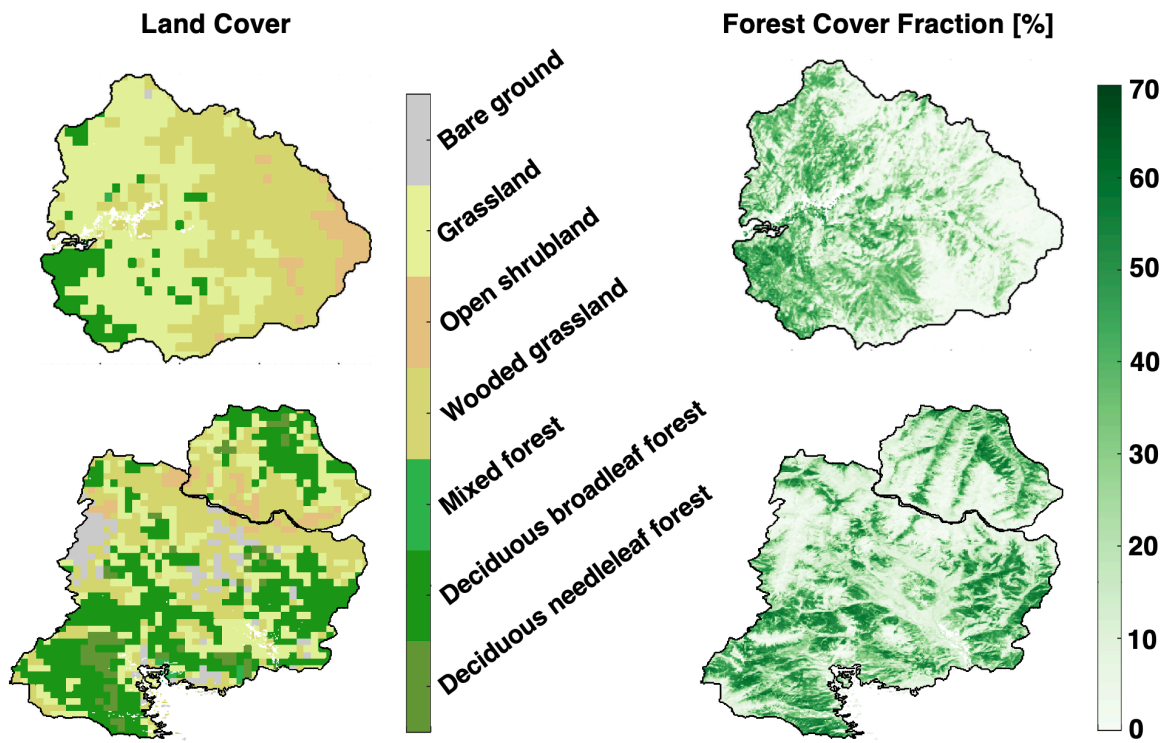 Land Cover
Forest Cover Fraction [%]
Bare ground
Grassland
Open shrubland
Wooded grassland
Mixed forest
Deciduous broadleaf forest
Deciduous needleleaf forest
70
60
50
40
30
20
10
0